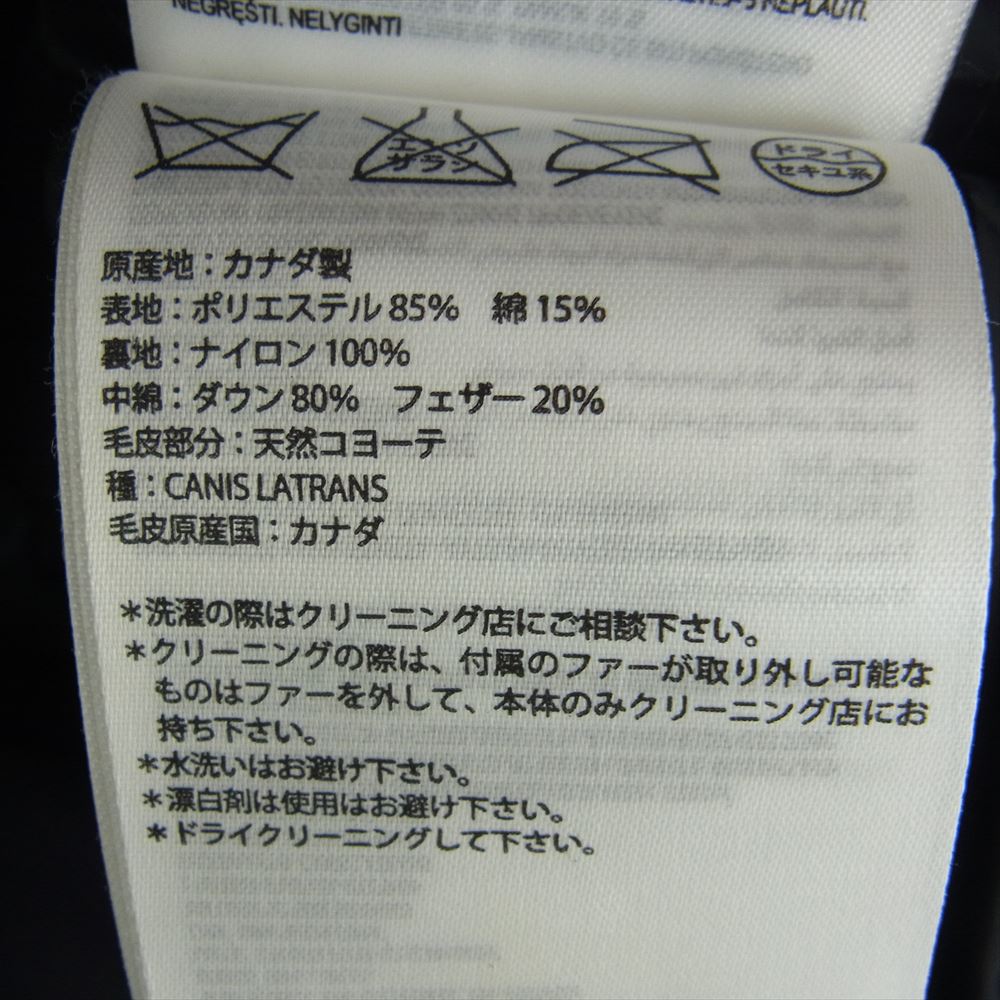 NEGRĘŠTI. NELYGINTI
エンソ
サラシ
ドライ
セキユ系
原産地：カナダ製
表地：ポリエステル 85%　綿 15%
裏地：ナイロン 100%
中綿：ダウン 80%　フェザー 20%
毛皮部分：天然コヨーテ
種：CANIS LATRANS
毛皮原産国：カナダ
＊洗濯の際はクリーニング店にご相談下さい。
＊クリーニングの際は、付属のファーが取り外し可能な
ものはファーを外して、本体のみクリーニング店にお
持ち下さい。
＊水洗いはお避け下さい。
＊漂白剤は使用はお避け下さい。
＊ドライクリーニングして下さい。